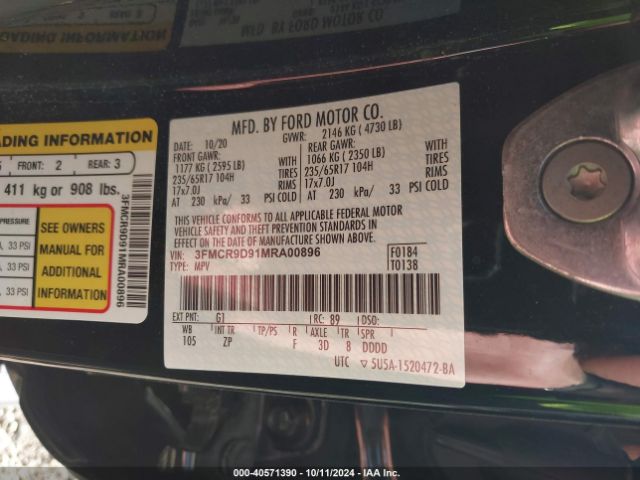 ADING INFORMATION
FRONT: 2 REAR: 3
411 kg or 908 lbs.
PRESSURE
33 PSI
33 PSI
33 PSI
SEE OWNERS
MANUAL FOR
ADDITIONAL
INFORMATION
3FMCR9D91MRA00896
MFD. BY FORD MOTOR CO.
DATE: 10/20 GVWR: 2146 KG ( 4730 LB)
FRONT GAWR: REAR GAWR:
1177 KG ( 2595 LB) WITH 1066 KG ( 2350 LB) WITH
235/65R17 104H TIRES 235/65R17 104H TIRES
17x7.0J RIMS 17x7.0J RIMS
AT 230 kPa/ 33 PSI COLD AT 230 kPa/ 33 PSI COLD
THIS VEHICLE CONFORMS TO ALL APPLICABLE FEDERAL MOTOR
VEHICLE SAFETY AND THEFT PREVENTION STANDARDS IN
EFFECT ON THE DATE OF MANUFACTURE SHOWN ABOVE.
VIN: 3FMCR9D91MRA00896 F0184
TYPE: MPV T0138
EXT PNT: G1 RC: 89 DSO:
WB INT TR TP/PS R AXLE TR SPR
105 ZP F 3D 8 DDDD
UTC SU5A-1520472-BA
000-40571390 - 10/11/2024 - IAA Inc.